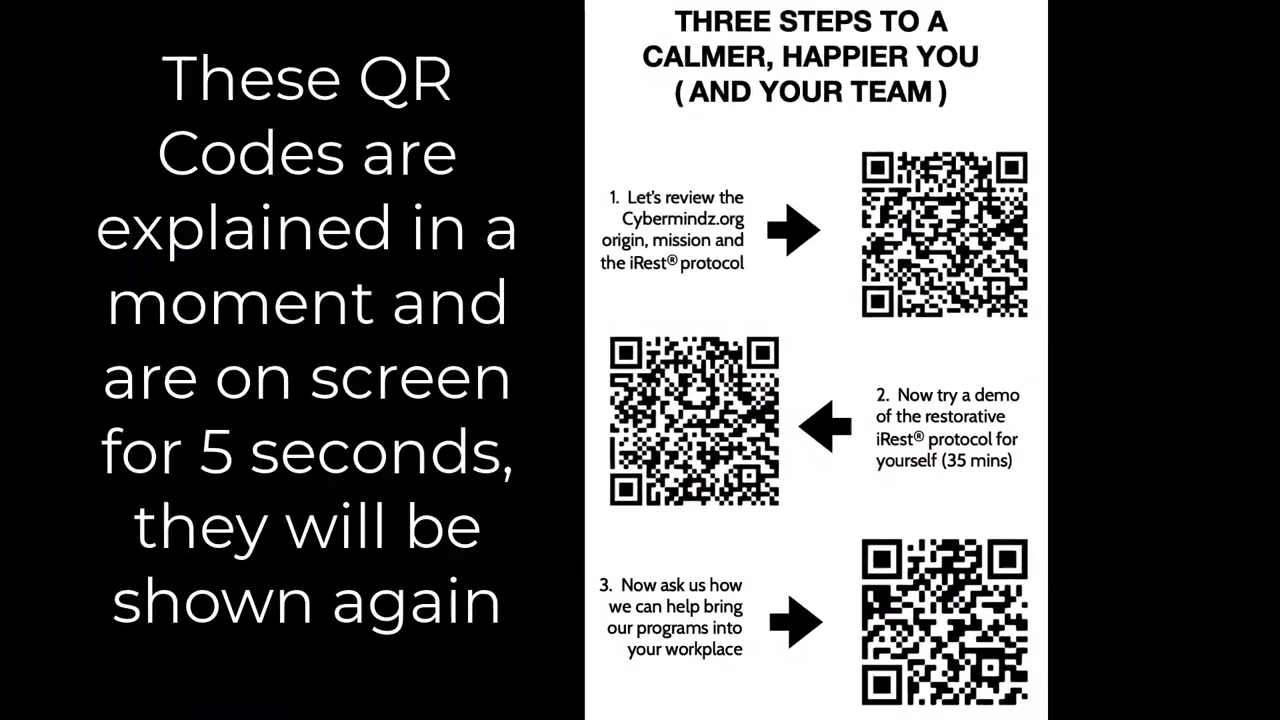 These QR
Codes are
explained in a
moment and
are on screen
for 5 seconds,
they will be
shown again
THREE STEPS TO A
CALMER, HAPPIER YOU
( AND YOUR TEAM )
1. Let's review the
Cybermindz.org
origin, mission and
the iRest® protocol
2. Now try a demo
of the restorative
iRest® protocol for
yourself (35 mins)
3. Now ask us how
we can help bring
our programs into
your workplace